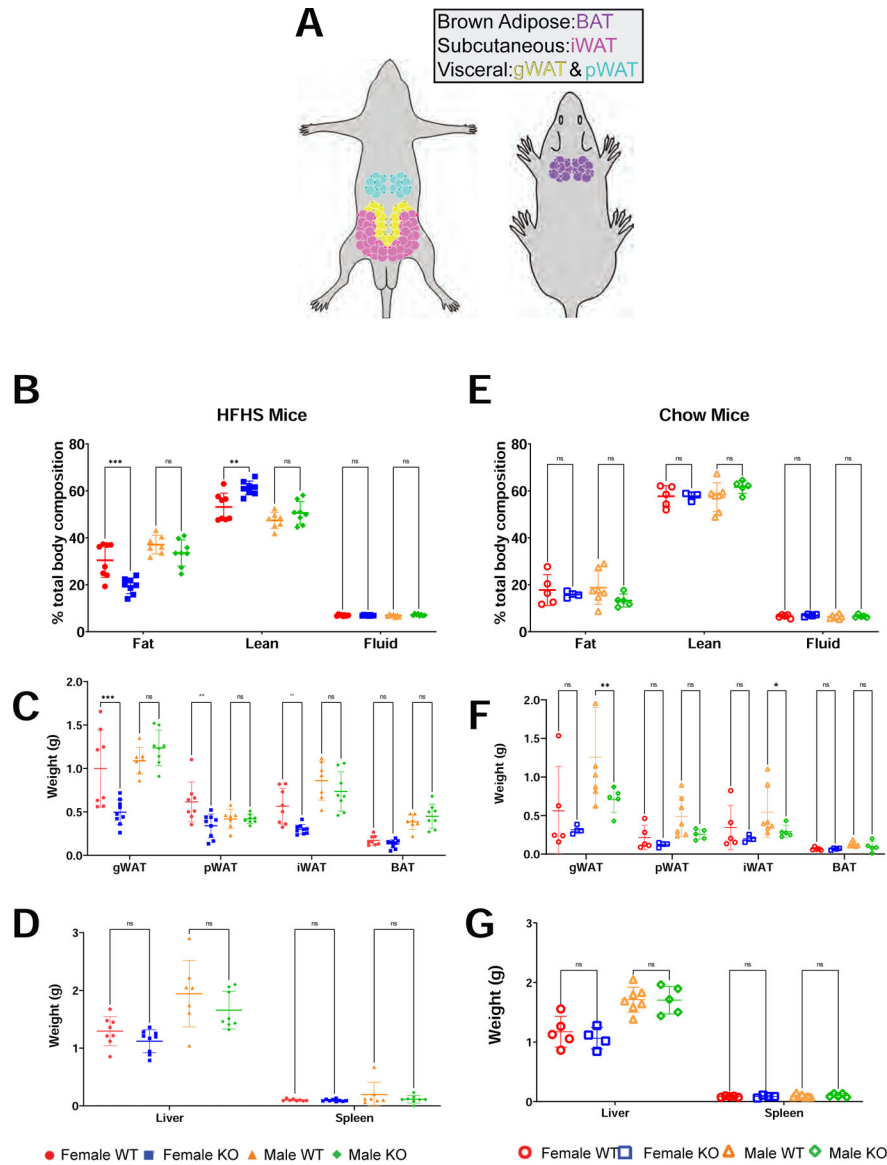 A
Brown Adipose:BAT
Subcutaneous:iWAT
Visceral:gWAT & pWAT
B
HFHS Mice
% total body composition
80
60
40
20
0
***
ns
**
ns
ns
ns
Fat
Lean
Fluid
E
Chow Mice
% total body composition
80
60
40
20
0
ns
ns
ns
ns
ns
ns
Fat
Lean
Fluid
C
Weight (g)
2.0
1.5
1.0
0.5
0.0
***
ns
**
ns
**
ns
ns
ns
gWAT
pWAT
iWAT
BAT
F
Weight (g)
2.0
1.5
1.0
0.5
0.0
ns
**
ns
ns
ns
*
ns
ns
gWAT
pWAT
iWAT
BAT
D
Weight (g)
3
2
1
0
ns
ns
ns
ns
Liver
Spleen
Female WT
Female KO
Male WT
Male KO
G
Weight (g)
3
2
1
0
ns
ns
ns
ns
Liver
Spleen
Female WT
Female KO
Male WT
Male KO